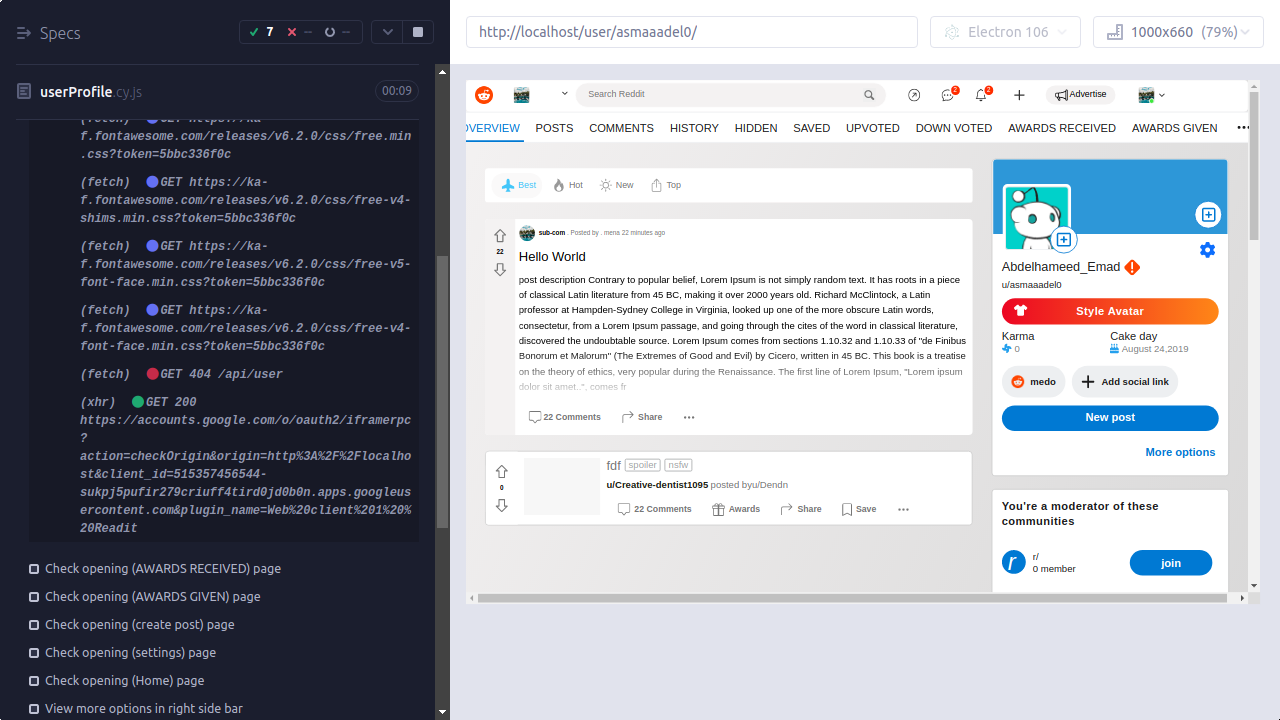 Specs
7
--
--
userProfile.cy.js
00:09
(fetch) GET https://ka-
f.fontawesome.com/releases/v6.2.0/css/free.min
.css?token=5bbc336f0c
(fetch) GET https://ka-
f.fontawesome.com/releases/v6.2.0/css/free-v4-
shims.min.css?token=5bbc336f0c
(fetch) GET https://ka-
f.fontawesome.com/releases/v6.2.0/css/free-v5-
font-face.min.css?token=5bbc336f0c
(fetch) GET https://ka-
f.fontawesome.com/releases/v6.2.0/css/free-v4-
font-face.min.css?token=5bbc336f0c
(fetch) GET 404 /api/user
(xhr) GET 200
https://accounts.google.com/o/oauth2/iframerpc
?
action=checkOrigin&origin=http%3A%2F%2Flocalho
st&client_id=515357456544-
sukpj5pufir279criuff4tird0jd0b0n.apps.googleus
ercontent.com&plugin_name=Web%20client%201%20%
20Readit
Check opening (AWARDS RECEIVED) page
Check opening (AWARDS GIVEN) page
Check opening (create post) page
Check opening (settings) page
Check opening (Home) page
View more options in right side bar
http://localhost/user/asmaaadel0/
Electron 106
1000x660 (79%)
Search Reddit
2
2
Advertise
OVERVIEW POSTS COMMENTS HISTORY HIDDEN SAVED UPVOTED DOWN VOTED AWARDS RECEIVED AWARDS GIVEN
Best Hot New Top
22
sub-com . Posted by . mena 22 minutes ago
Hello World
post description Contrary to popular belief, Lorem Ipsum is not simply random text. It has roots in a piece
of classical Latin literature from 45 BC, making it over 2000 years old. Richard McClintock, a Latin
professor at Hampden-Sydney College in Virginia, looked up one of the more obscure Latin words,
consectetur, from a Lorem Ipsum passage, and going through the cites of the word in classical literature,
discovered the undoubtable source. Lorem Ipsum comes from sections 1.10.32 and 1.10.33 of "de Finibus
Bonorum et Malorum" (The Extremes of Good and Evil) by Cicero, written in 45 BC. This book is a treatise
on the theory of ethics, very popular during the Renaissance. The first line of Lorem Ipsum, "Lorem ipsum
dolor sit amet..", comes fr
22 Comments Share
0
fdf spoiler nsfw
u/Creative-dentist1095 posted byu/Dendn
22 Comments Awards Share Save
Abdelhameed_Emad
u/asmaaadel0
Style Avatar
Karma Cake day
0 August 24,2019
medo Add social link
New post
More options
You're a moderator of these
communities
r/
0 member
join